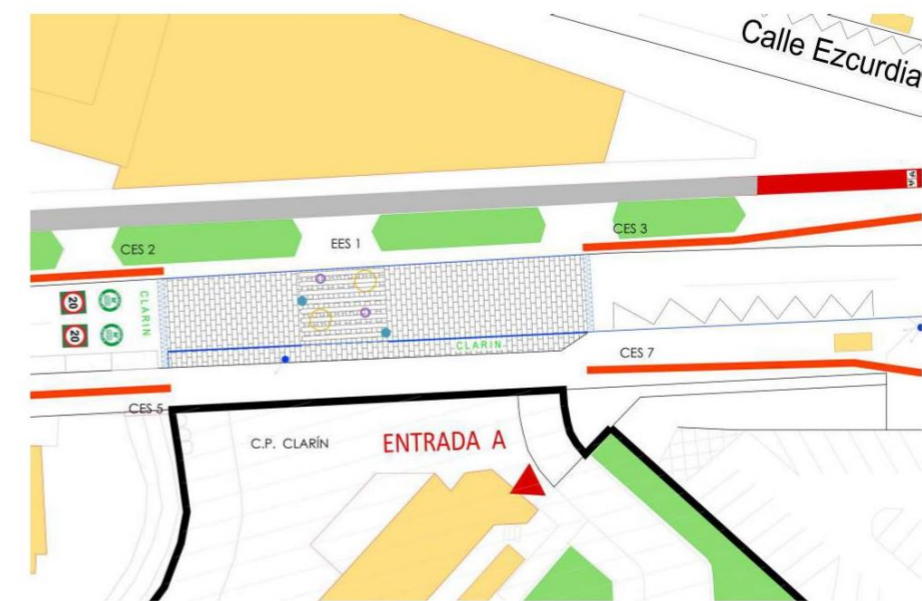 Calle Ezcurdia
CES 3
CES 2
EES 1
20
20
CLARIN
CLARIN
CES 7
CES 5
C.P. CLARÍN
ENTRADA A